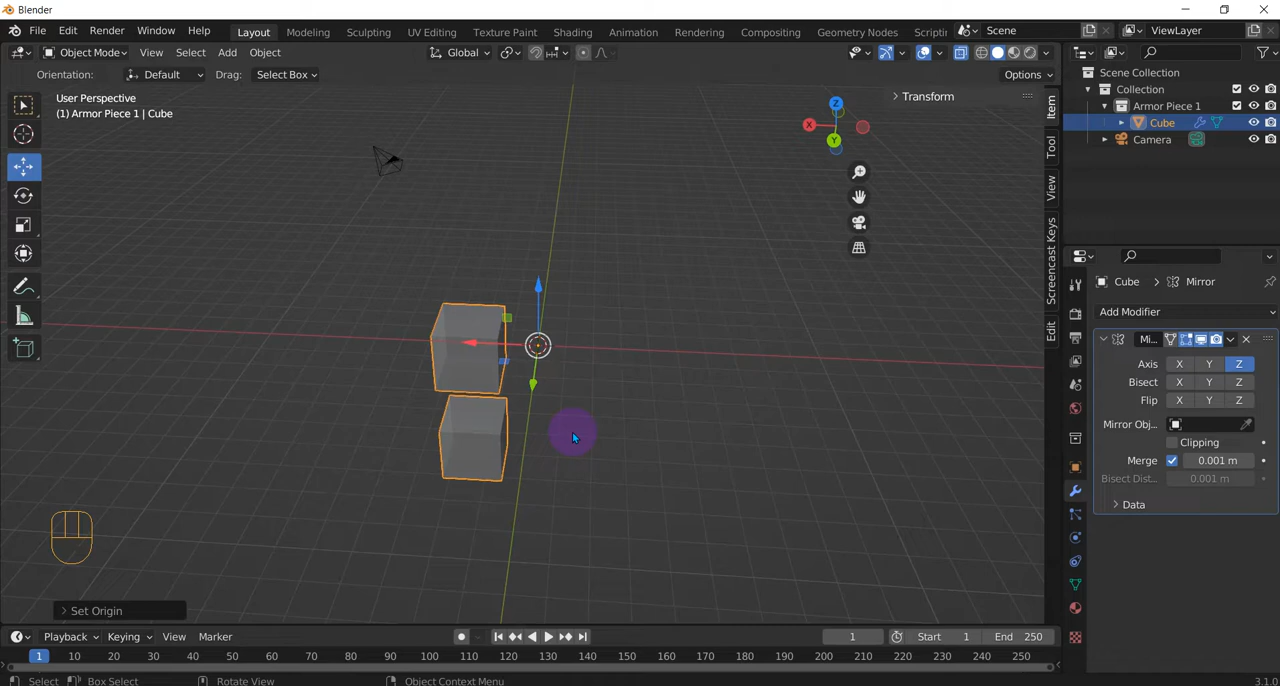 Blender
File Edit Render Window Help Layout Modeling Sculpting UV Editing Texture Paint Shading Animation Rendering Compositing Geometry Nodes Scriptin Scene ViewLayer
Object Mode View Select Add Object Global
Orientation: Default Drag: Select Box Options
User Perspective
(1) Armor Piece 1 | Cube
Transform
X
Y
Z
Item
Tool
View
Screencast Keys
Edit
Scene Collection
Collection
Armor Piece 1
Cube
Camera
Cube > Mirror
Add Modifier
Mi...
Axis X Y Z
Bisect X Y Z
Flip X Y Z
Mirror Obj...
Clipping
Merge 0.001 m
Bisect Dist... 0.001 m
Data
Set Origin
Playback Keying View Marker 1 Start 1 End 250
1 10 20 30 40 50 60 70 80 90 100 110 120 130 140 150 160 170 180 190 200 210 220 230 240 250
Select Box Select Rotate View Object Context Menu 3.1.0